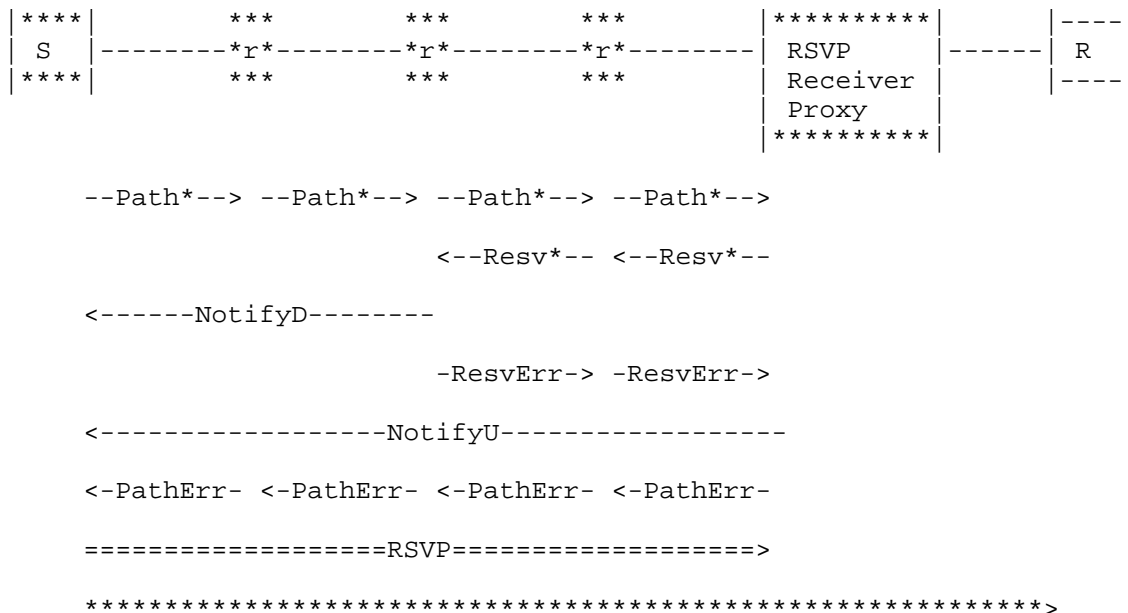 |****|        ***        ***        ***        |**********|       |----
| S  |--------*r*--------*r*--------*r*--------| RSVP     |------| R
|****|        ***        ***        ***        | Receiver |       |----
                                               | Proxy    |
                                               |**********|
--Path*--> --Path*--> --Path*--> --Path*-->
<--Resv*-- <--Resv*--
<------NotifyD--------
-ResvErr-> -ResvErr->
<------------------NotifyU------------------
<-PathErr- <-PathErr- <-PathErr- <-PathErr-
===================RSVP===================>
************************************************************>